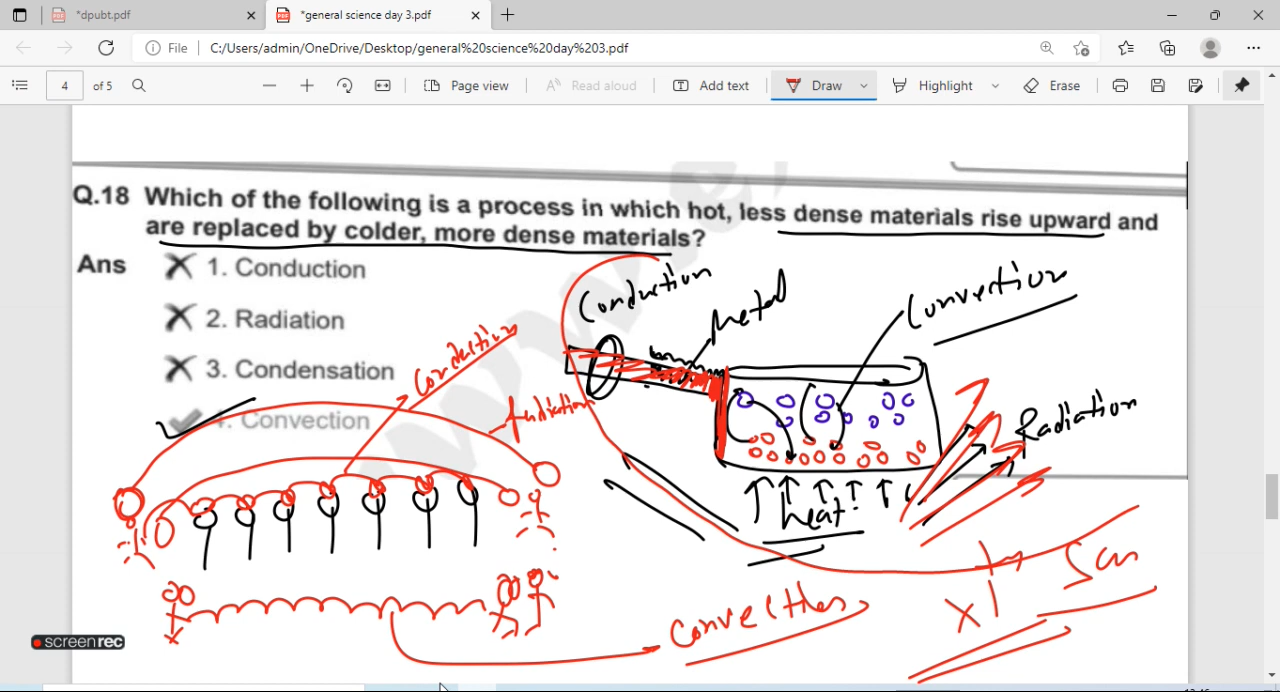 *dpubt.pdf
*general science day 3.pdf
File
C:/Users/admin/OneDrive/Desktop/general%20science%20day%203.pdf
4 of 5
Page view
Read aloud
Add text
Draw
Highlight
Erase
Q.18 Which of the following is a process in which hot, less dense materials rise upward and
are replaced by colder, more dense materials?
Ans 1. Conduction
2. Radiation
3. Condensation
Convection
Conduction
Metal
Convection
Conduction
Radiation
Radiation
heat
Sun
screenrec